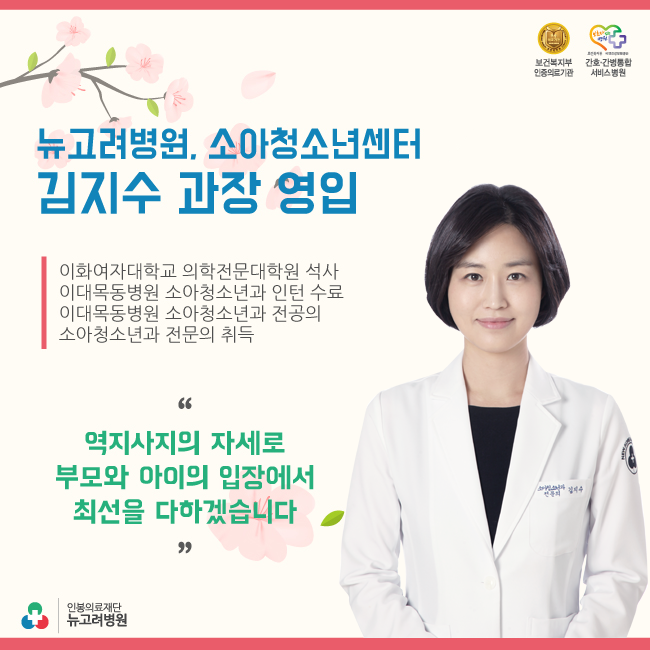 보건복지부
인증의료기관
간호·간병통합
서비스병원
뉴고려병원, 소아청소년센터
김지수 과장 영입
이화여자대학교 의학전문대학원 석사
이대목동병원 소아청소년과 인턴 수료
이대목동병원 소아청소년과 전공의
소아청소년과 전문의 취득
“
역지사지의 자세로
부모와 아이의 입장에서
최선을 다하겠습니다
”
전문의 김지수
인봉의료재단
뉴고려병원